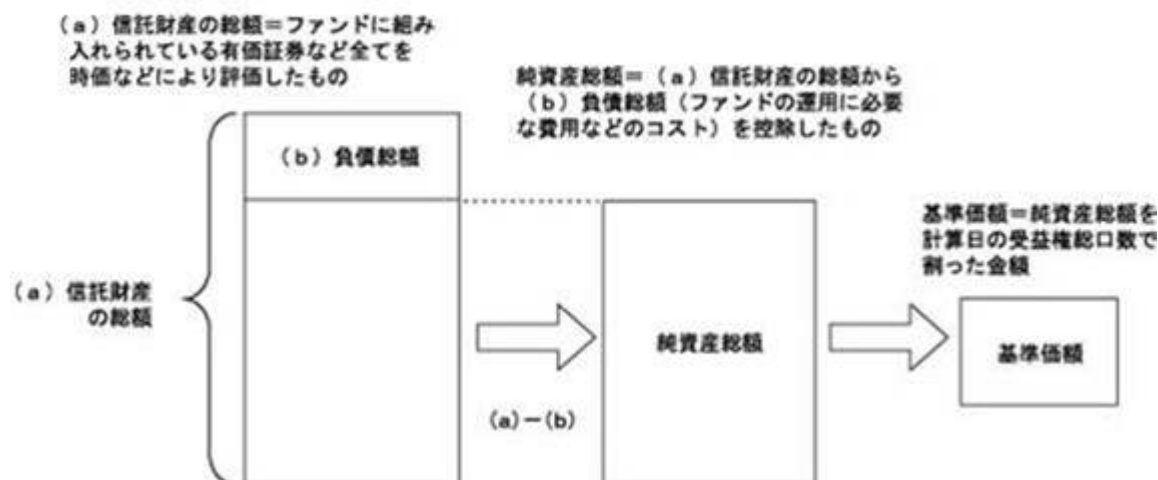 （a）信託財産の総額＝ファンドに組み
入れられている有価証券など全てを
時価などにより評価したもの
純資産総額＝（a）信託財産の総額から
（b）負債総額（ファンドの運用に必要
な費用などのコスト）を控除したもの
（b）負債総額
基準価額＝純資産総額を
計算日の受益権総口数で
割った金額
（a）信託財産
の総額
純資産総額
基準価額
(a)－(b)